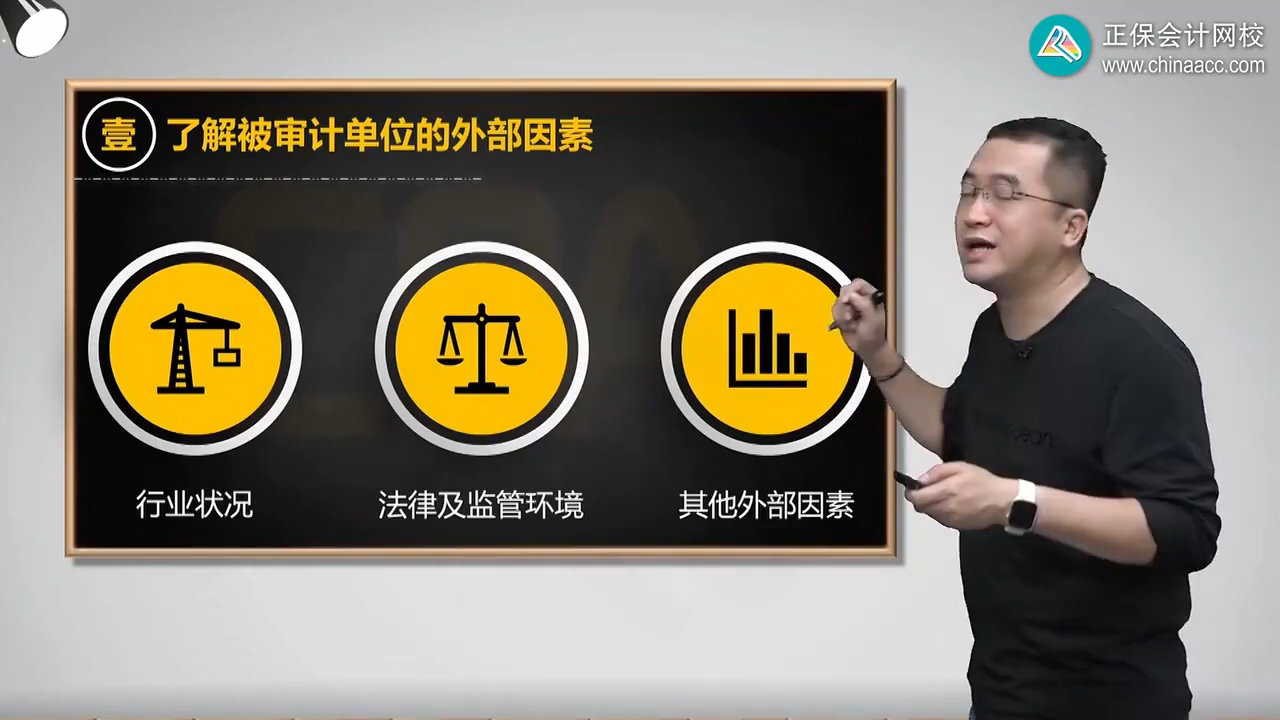 正保会计网校
www.chinaacc.com
壹 了解被审计单位的外部因素
行业状况
法律及监管环境
其他外部因素